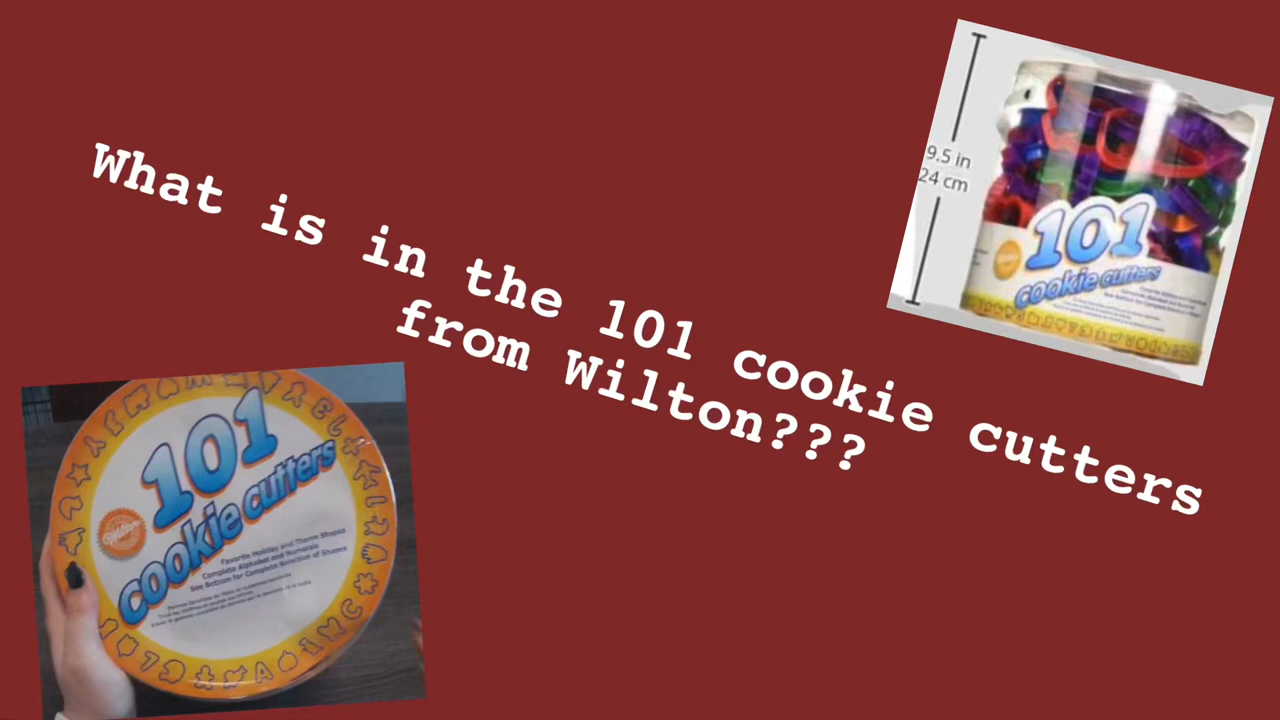 What is in the 101 cookie cutters
from Wilton???
9.5 in
24 cm
101
cookie cutters
101
cookie cutters
Wilton
Favorite Holiday and Theme Shapes
Complete Alphabet and Numerals
See Bottom for Complete Selection of Shapes